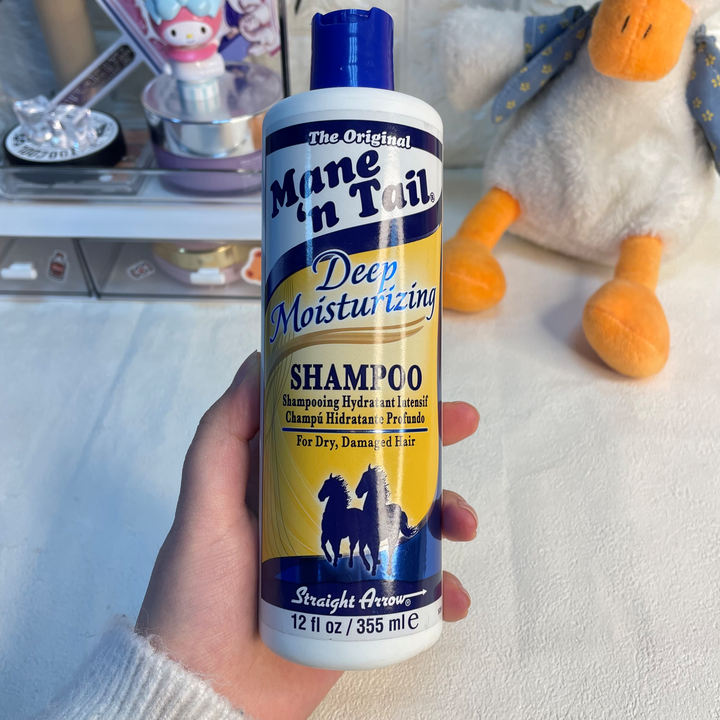 The Original
Mane
'n Tail®
Deep
Moisturizing
SHAMPOO
Shampooing Hydratant Intensif
Champú Hidratante Profundo
For Dry, Damaged Hair
Straight Arrow®
12 fl oz / 355 ml e